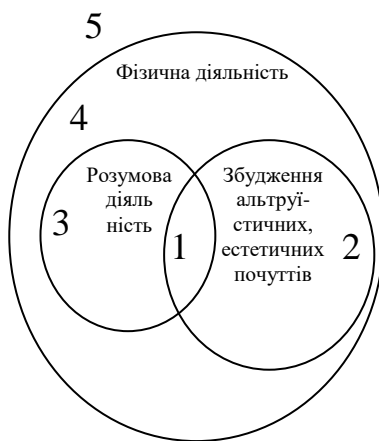 5
Фізична діяльність
4
Розумова
діяль
ність
3
1
Збудження
альтруї-
стичних,
естетичних
почуттів
2